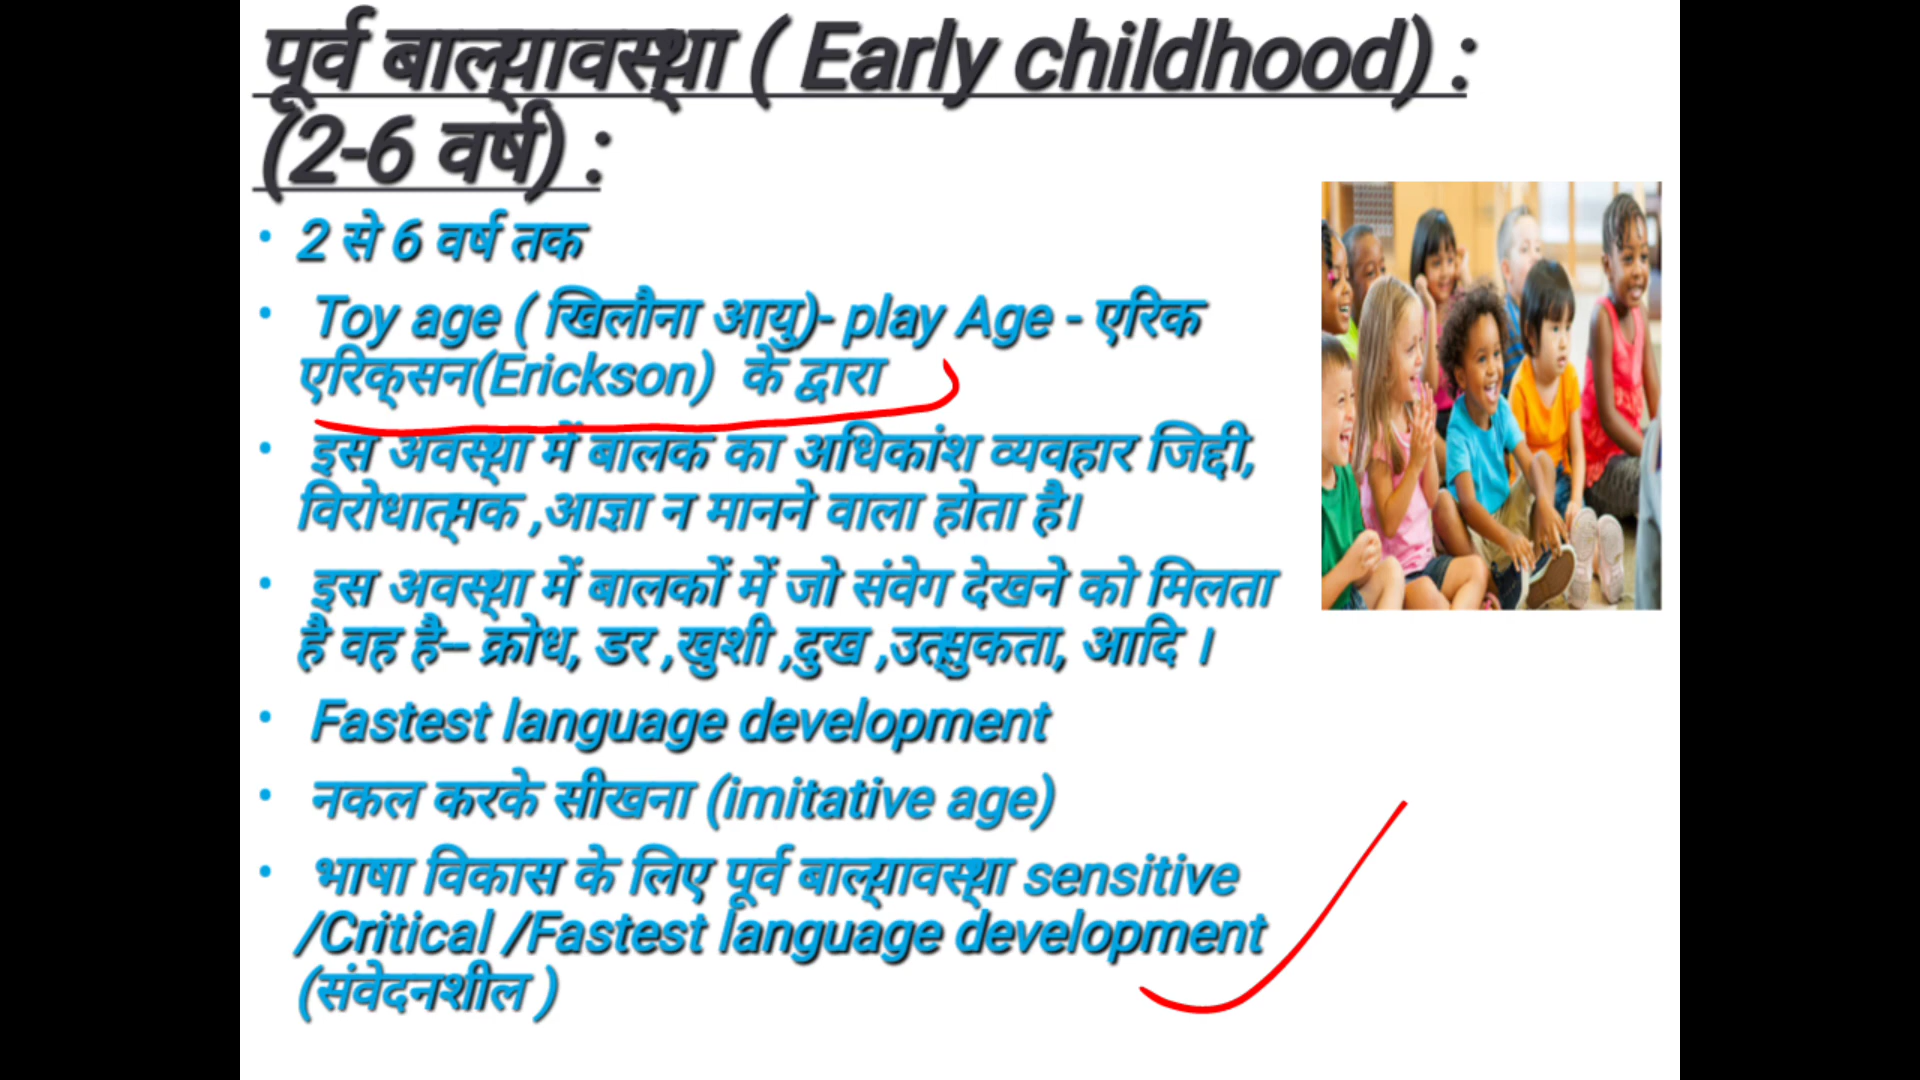 पूर्व बाल्यावस्था ( Early childhood) :
(2-6 वर्ष) :
• 2 से 6 वर्ष तक
• Toy age ( खिलौना आयु)- play Age - एरिक
एरिक्सन(Erickson) के द्वारा
• इस अवस्था में बालक का अधिकांश व्यवहार जिद्दी,
विरोधात्मक ,आज्ञा न मानने वाला होता है।
• इस अवस्था में बालकों में जो संवेग देखने को मिलता
है वह है– क्रोध, डर ,खुशी ,दुख ,उत्सुकता, आदि ।
• Fastest language development
• नकल करके सीखना (imitative age)
• भाषा विकास के लिए पूर्व बाल्यावस्था sensitive
/Critical /Fastest language development
(संवेदनशील )